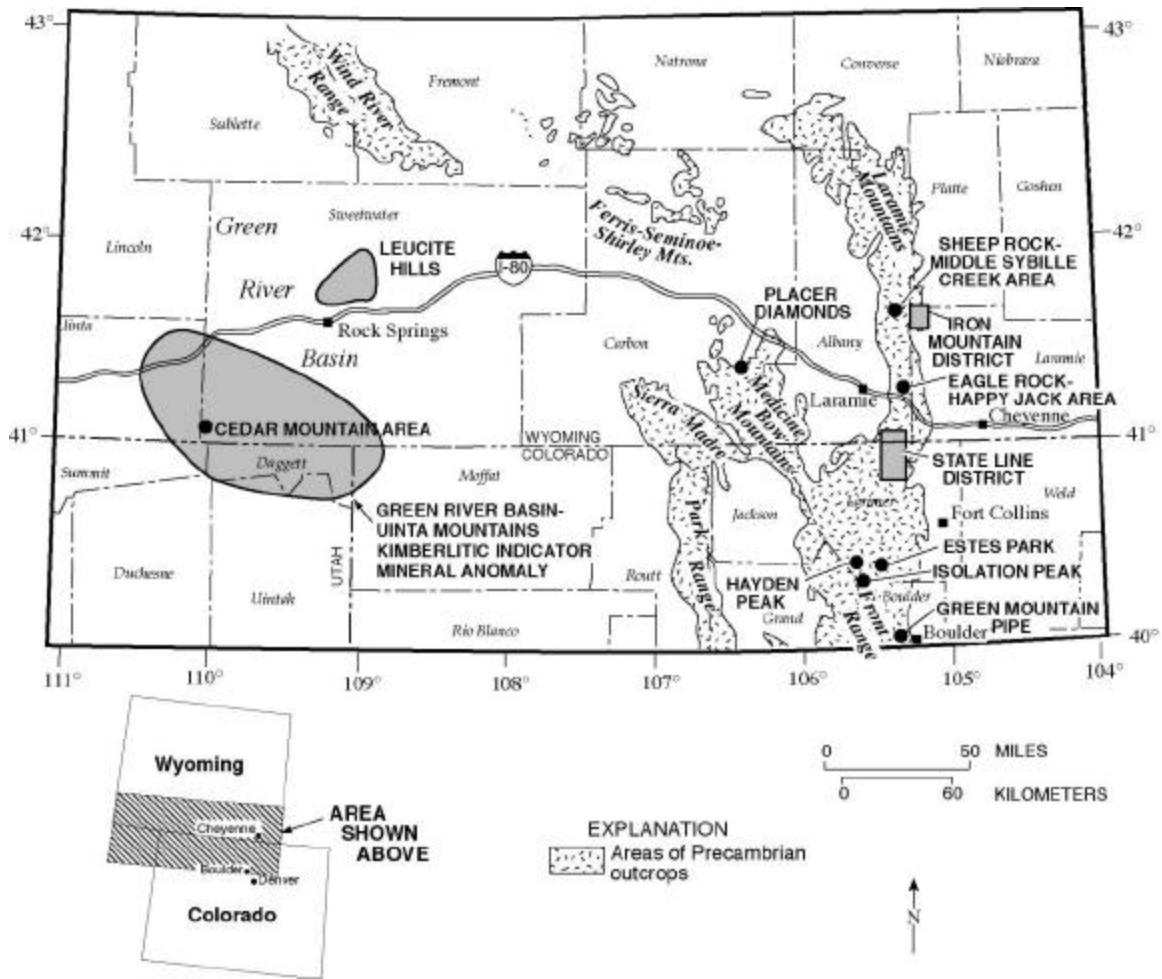 43°
43°
Wind River
Range
Fremont
Natrona
Converse
Niobrara
Sublette
Laramie
Mountains
Platte
Goshen
Green
Sweetwater
Ferris-Seminoe-
Shirley Mts.
42°
42°
Lincoln
LEUCITE
HILLS
I-80
SHEEP ROCK-
MIDDLE SYBILLE
CREEK AREA
River
PLACER
DIAMONDS
Rock Springs
Albany
IRON
MOUNTAIN
DISTRICT
Basin
Carbon
Laramie
Medicine
Bow
Mountains
Laramie
EAGLE ROCK-
HAPPY JACK AREA
Cheyenne
Sierra Made
41°
CEDAR MOUNTAIN AREA
WYOMING
COLORADO
41°
Summit
Daggett
Moffat
STATE LINE
DISTRICT
Larimer
Weld
GREEN RIVER BASIN-
UINTA MOUNTAINS
KIMBERLITIC INDICATOR
MINERAL ANOMALY
Jackson
Fort Collins
Park
Range
ESTES PARK
UTAH
Duchesne
Routt
HAYDEN
PEAK
ISOLATION PEAK
Uintah
Boulder
Grand
Front
Range
GREEN MOUNTAIN
PIPE
Rio Blanco
Boulder
40°
111°
110°
109°
108°
107°
106°
105°
104°
Wyoming
Cheyenne
AREA
SHOWN
ABOVE
Boulder
Denver
Colorado
0 50 MILES
0 60 KILOMETERS
EXPLANATION
Areas of Precambrian
outcrops
N